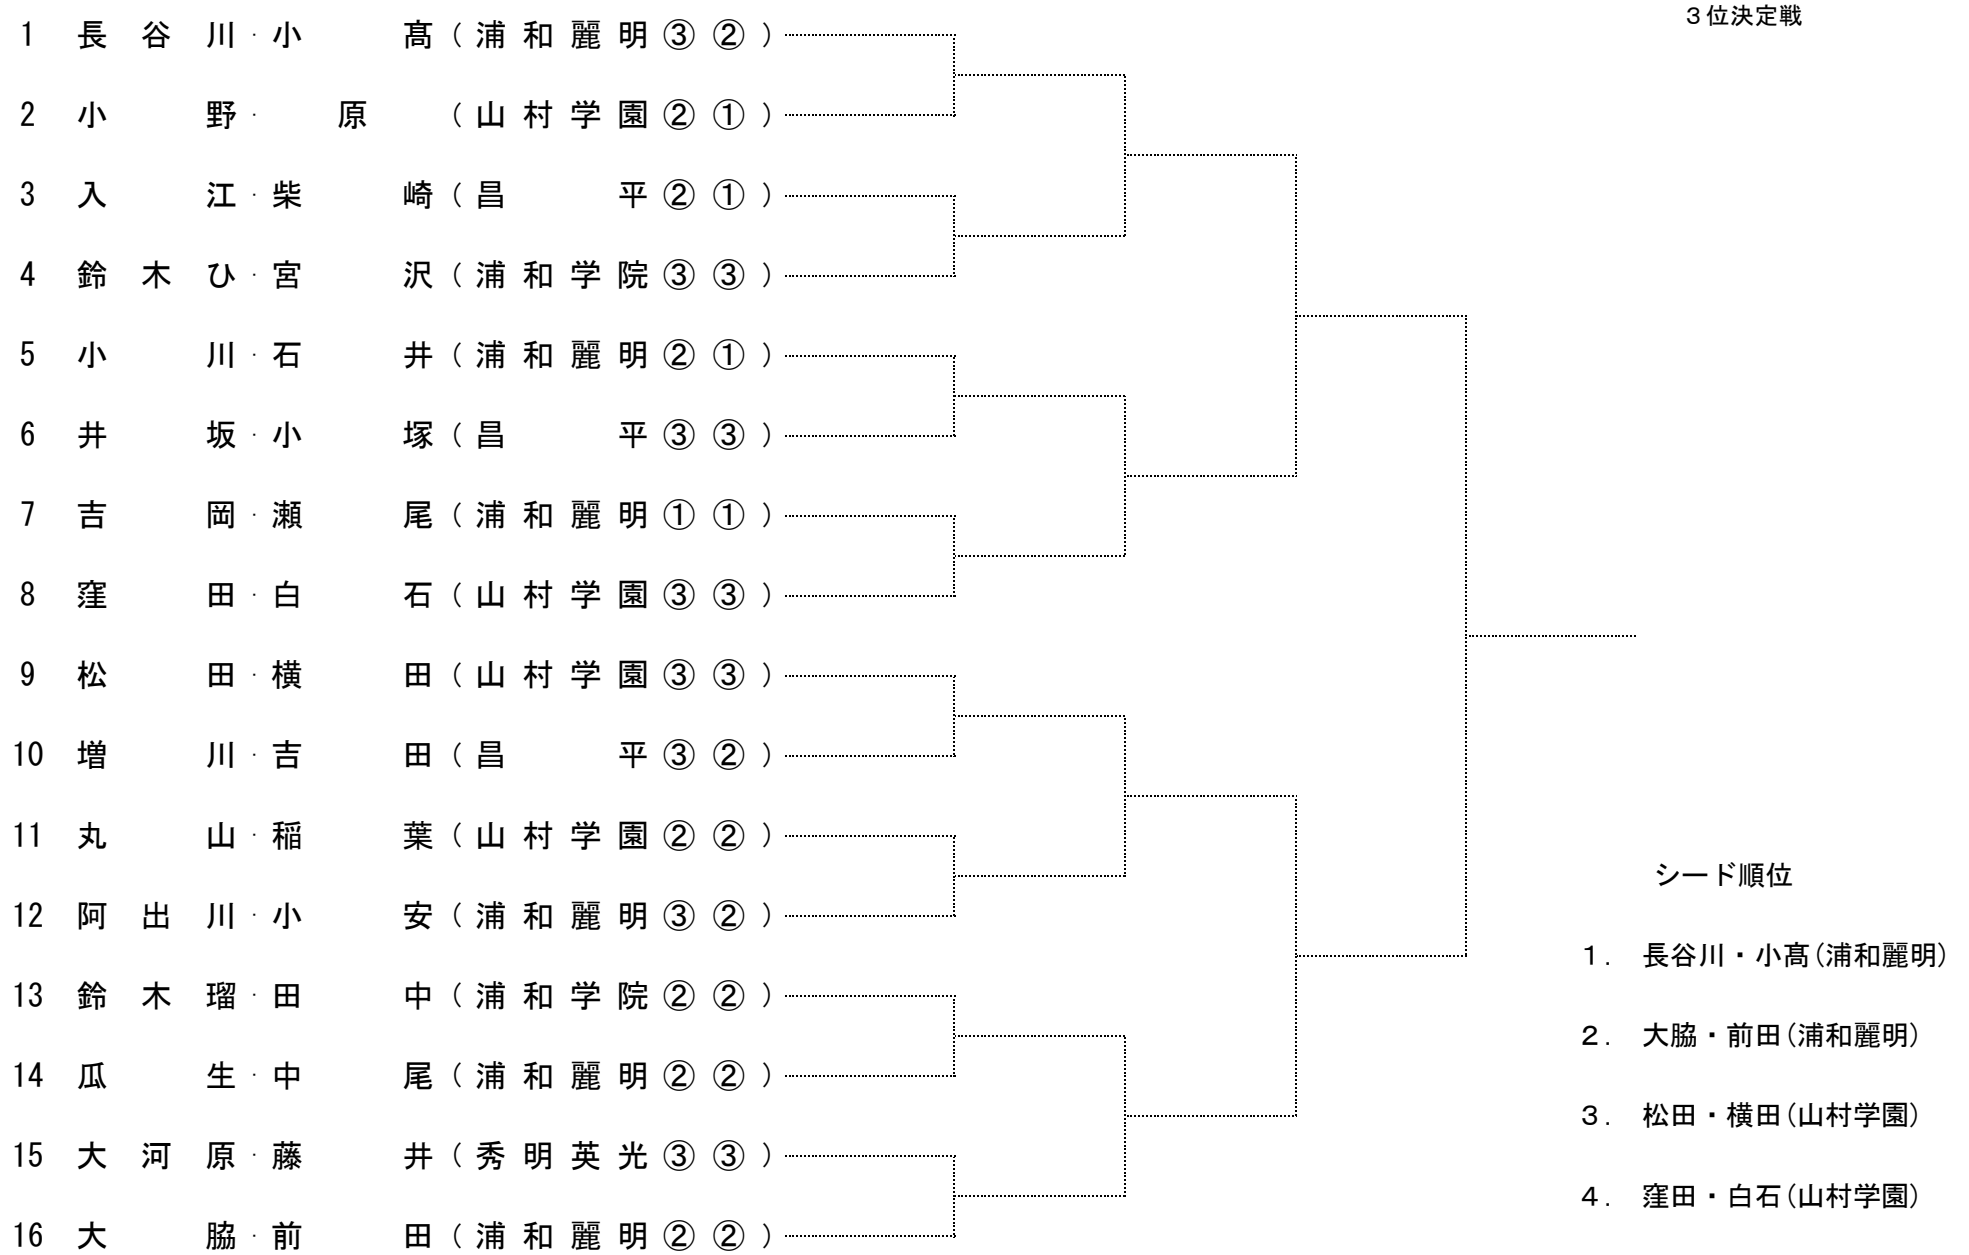 3位決定戦
1 長谷川・小髙(浦和麗明③②)
2 小野・原(山村学園②①)
3 入江・柴崎(昌平②①)
4 鈴木ひ・宮沢(浦和学院③③)
5 小川・石井(浦和麗明②①)
6 井坂・小塚(昌平③③)
7 吉岡・瀬尾(浦和麗明①①)
8 窪田・白石(山村学園③③)
9 松田・横田(山村学園③③)
10 増川・吉田(昌平③②)
11 丸山・稲葉(山村学園②②)
12 阿出川・小安(浦和麗明③②)
13 鈴木瑠・田中(浦和学院②②)
14 瓜生・中尾(浦和麗明②②)
15 大河原・藤井(秀明英光③③)
16 大脇・前田(浦和麗明②②)
シード順位
1. 長谷川・小髙(浦和麗明)
2. 大脇・前田(浦和麗明)
3. 松田・横田(山村学園)
4. 窪田・白石(山村学園)